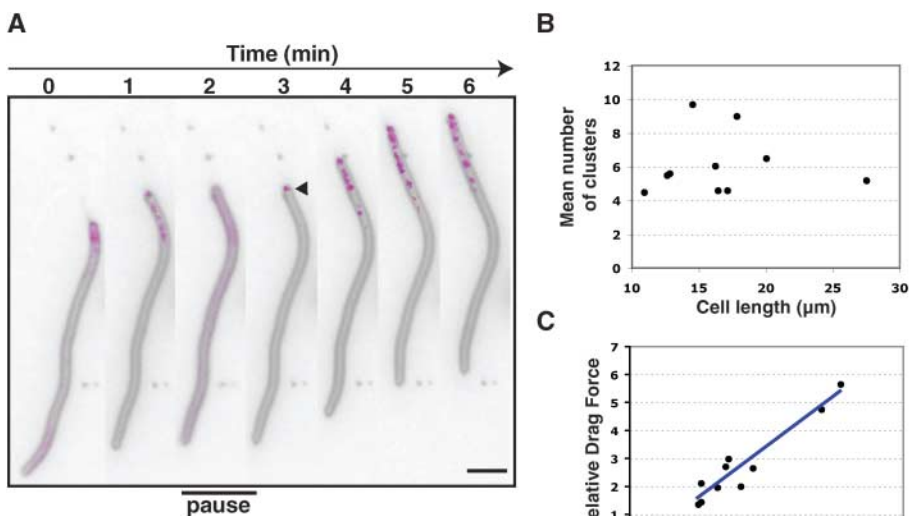 A
Time (min)
0 1 2 3 4 5 6
pause
B
12
10
8
6
4
2
0
10 15 20 25 30
Mean number
of clusters
Cell length (µm)
C
7
6
5
4
3
2
1
elative Drag Force